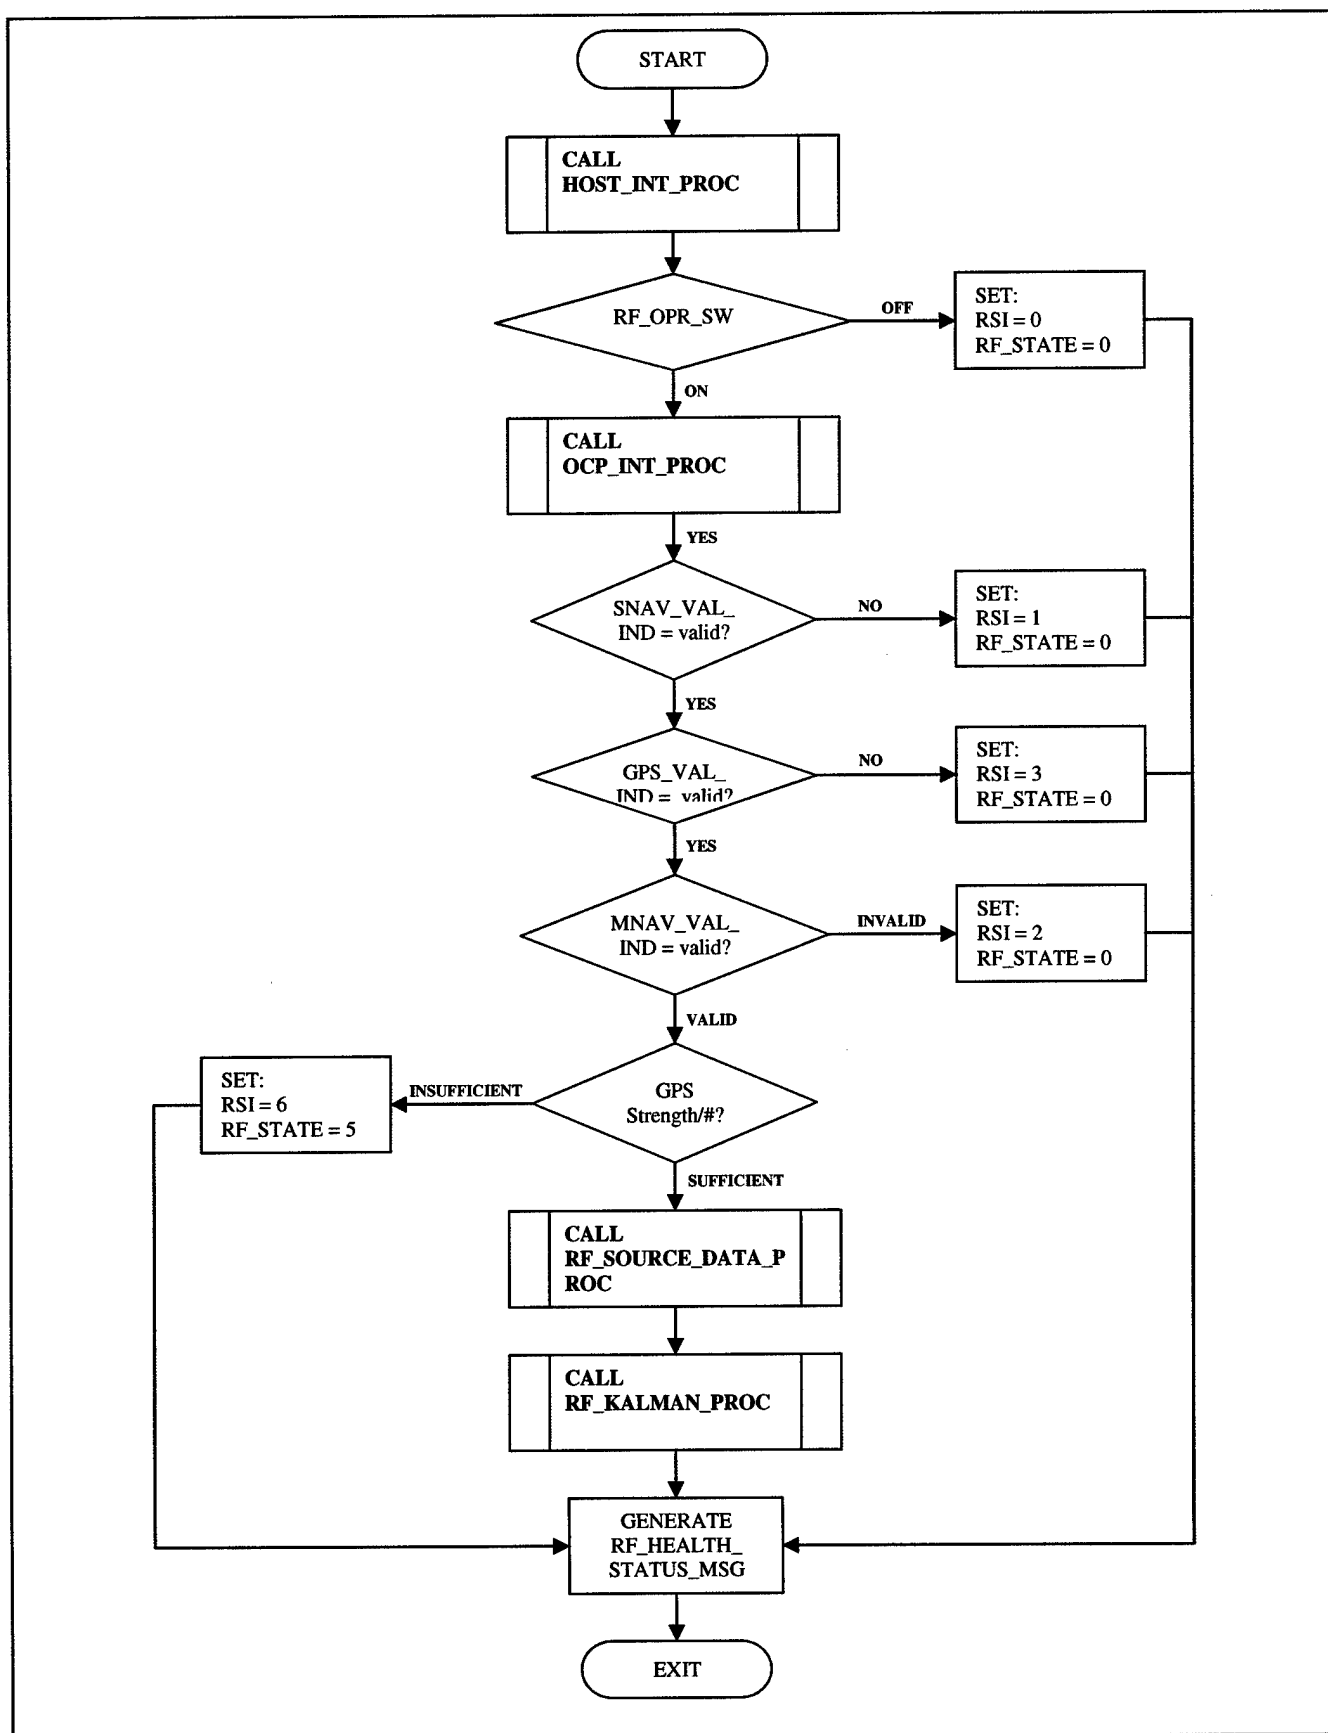 START
CALL
HOST_INT_PROC
RF_OPR_SW
OFF
SET:
RSI = 0
RF_STATE = 0
ON
CALL
OCP_INT_PROC
YES
SNAV_VAL_
IND = valid?
NO
SET:
RSI = 1
RF_STATE = 0
YES
GPS_VAL_
IND = valid?
NO
SET:
RSI = 3
RF_STATE = 0
YES
MNAV_VAL_
IND = valid?
INVALID
SET:
RSI = 2
RF_STATE = 0
VALID
GPS
Strength/#?
INSUFFICIENT
SET:
RSI = 6
RF_STATE = 5
SUFFICIENT
CALL
RF_SOURCE_DATA_P
ROC
CALL
RF_KALMAN_PROC
GENERATE
RF_HEALTH_
STATUS_MSG
EXIT